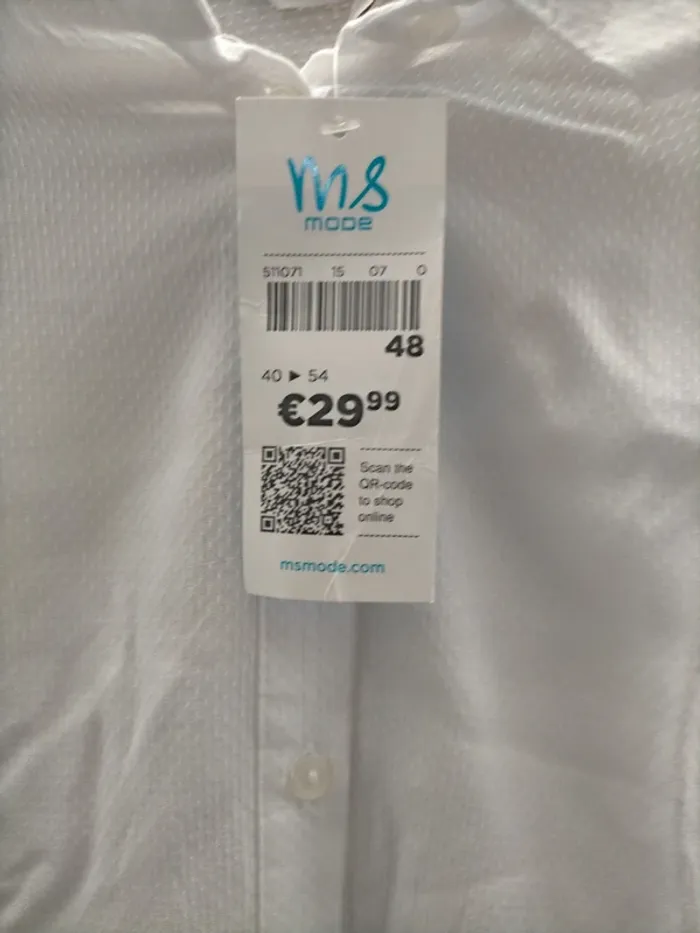 ms
mode
511071 15 07 0
48
40 ► 54
€29⁹⁹
Scan the
QR-code
to shop
online
msmode.com